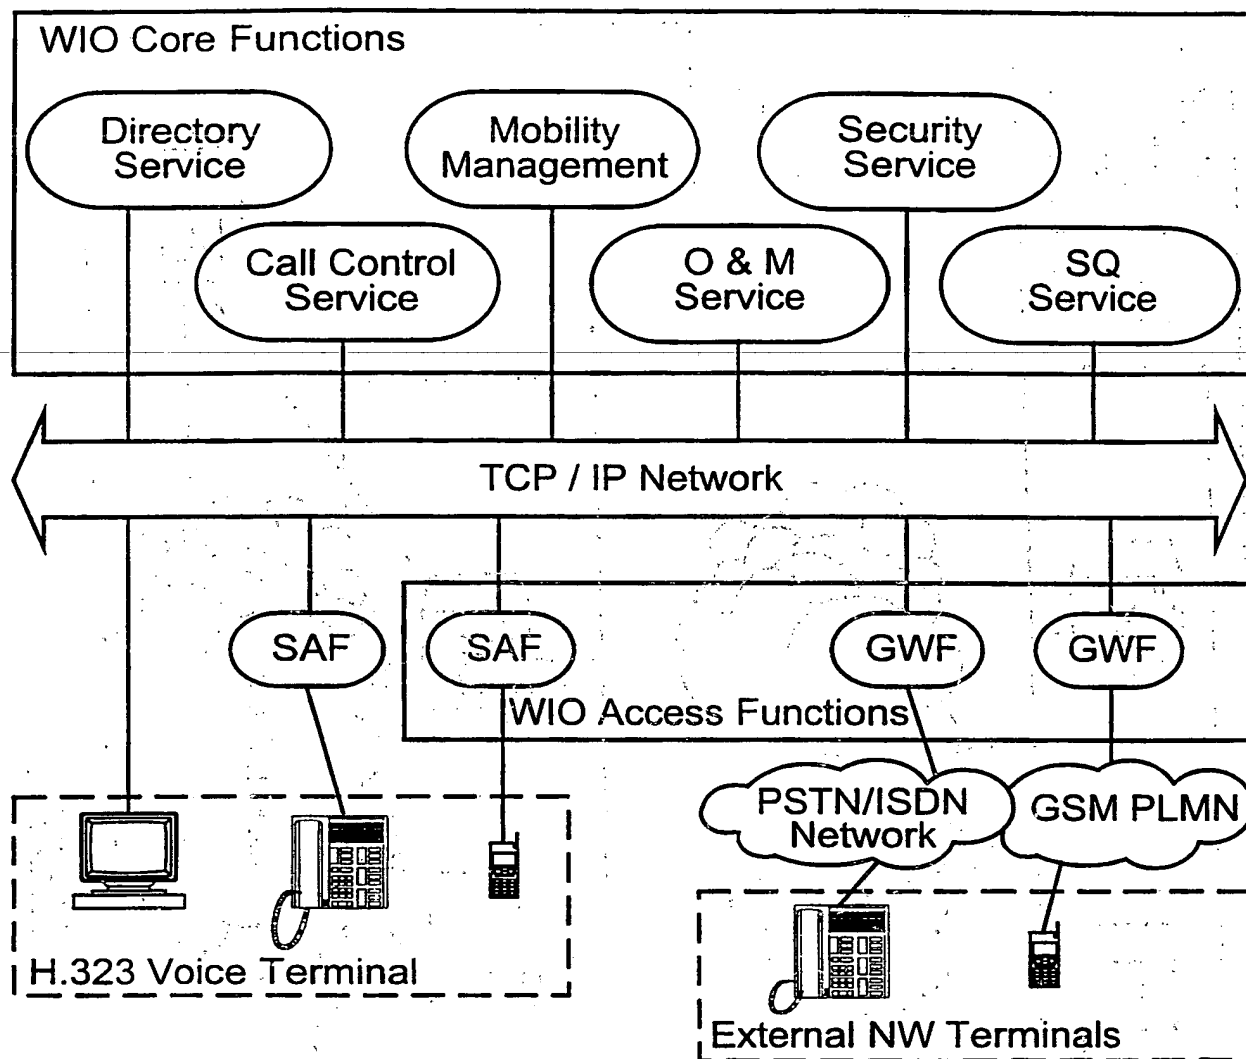 WIO Core Functions
Directory
Service
Mobility
Management
Security
Service
Call Control
Service
O & M
Service
SQ
Service
TCP / IP Network
SAF
SAF
GWF
GWF
WIO Access Functions
PSTN/ISDN
Network
GSM PLMN
H.323 Voice Terminal
External NW Terminals